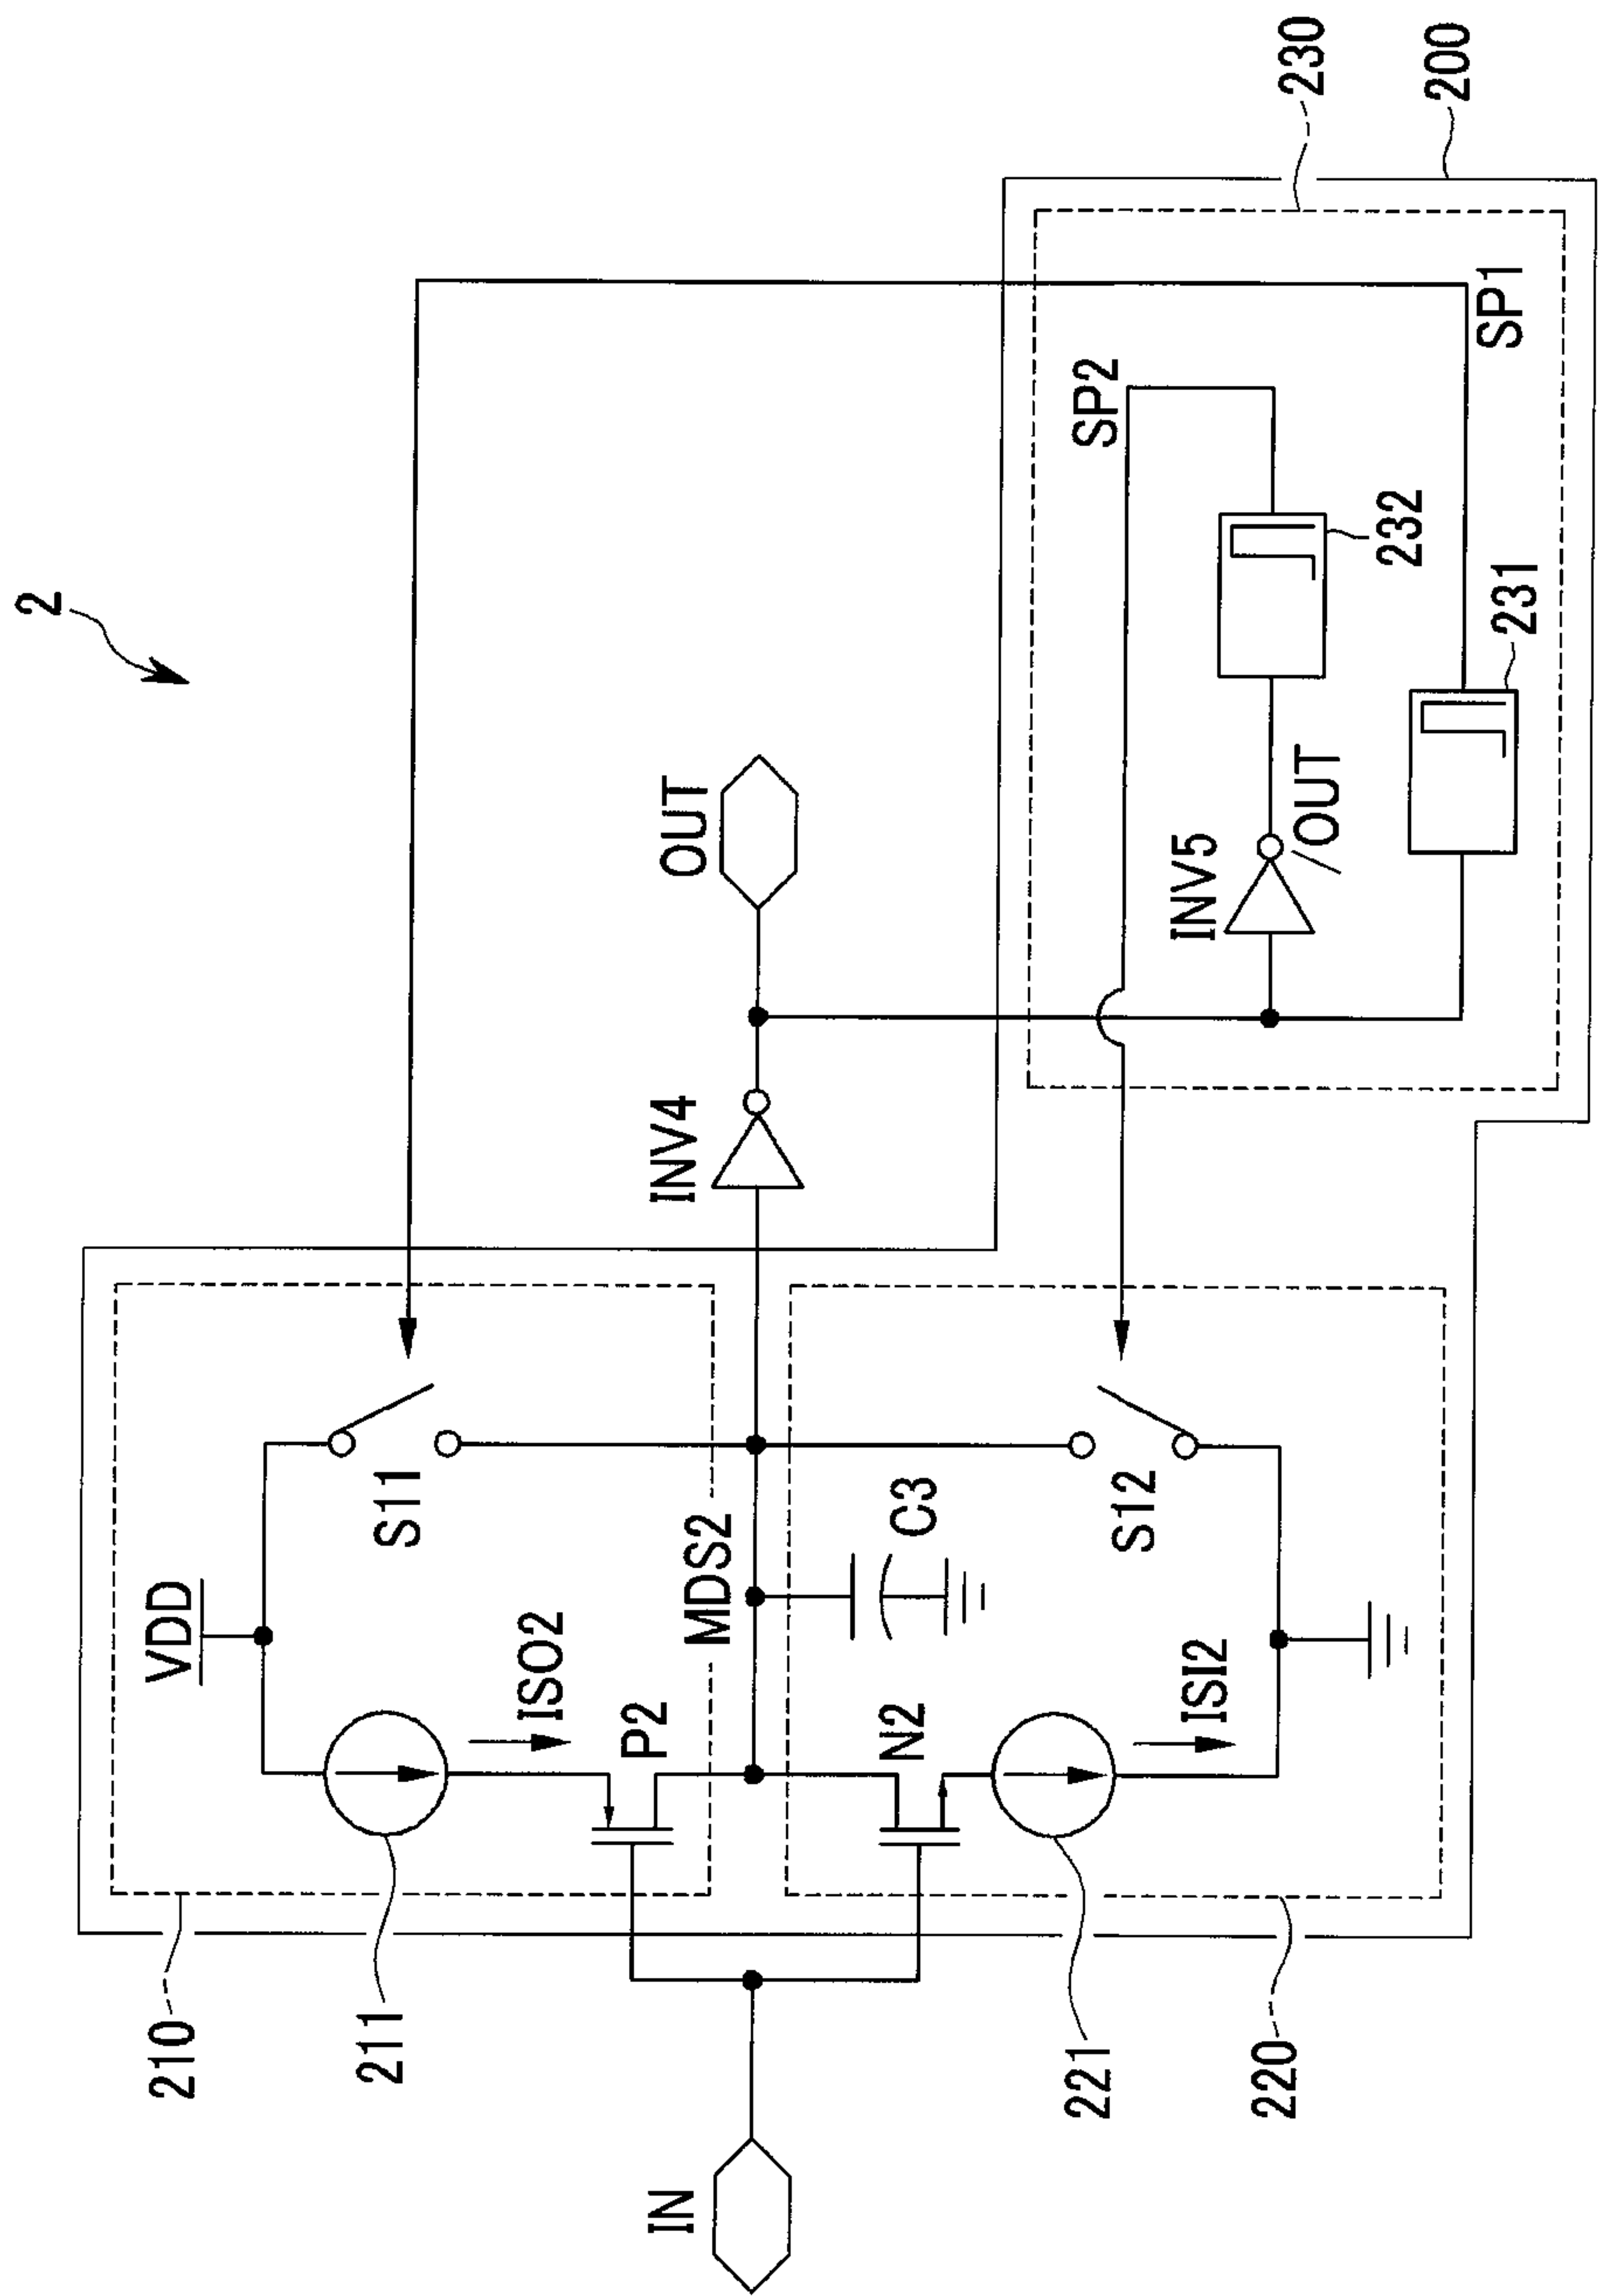 2
VDD
210
211
ISO2
S11
P2
MDS2
INV4
OUT
IN
N2
C3
221
ISI2
S12
220
SP2
INV5
/OUT
232
231
SP1
230
200